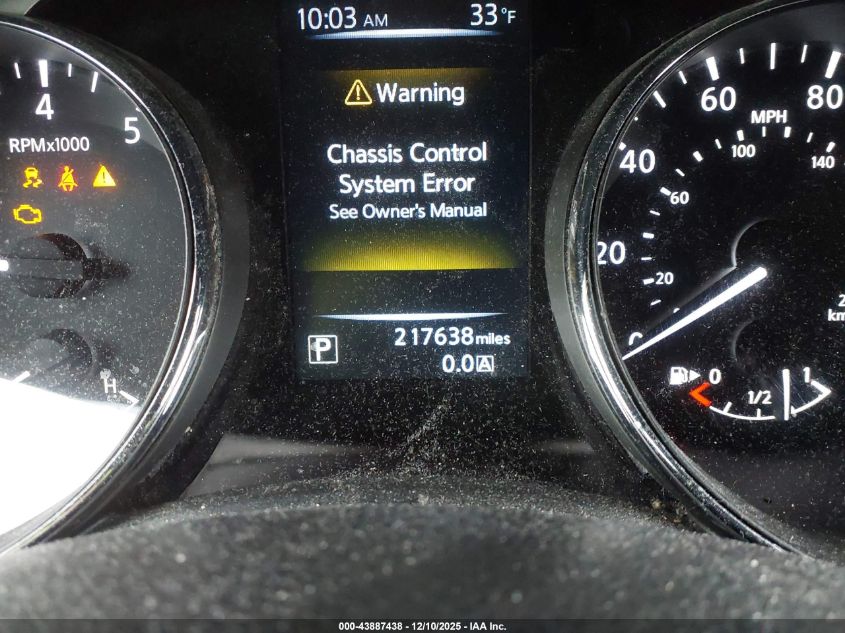 10:03 AM 33°F
Warning
Chassis Control
System Error
See Owner's Manual
217638 miles
P
0.0 A
4
5
RPMx1000
H
0
20
40
60
80
MPH
20
60
100
140
km
0 1/2 1
000-43887438 - 12/10/2025 - IAA Inc.